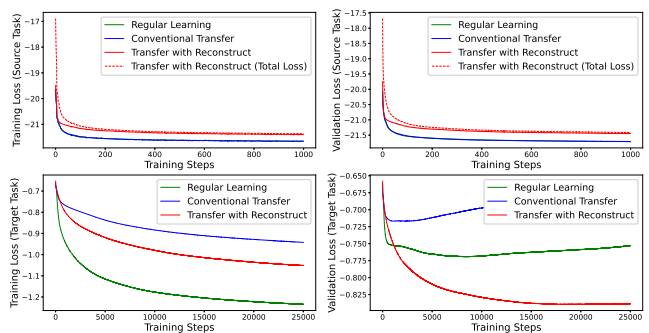 Training Loss (Source Task)
−17
−18
−19
−20
−21
Regular Learning
Conventional Transfer
Transfer with Reconstruct
Transfer with Reconstruct (Total Loss)
0 200 400 600 800 1000
Training Steps
Validation Loss (Source Task)
−17.5
−18.0
−18.5
−19.0
−19.5
−20.0
−20.5
−21.0
−21.5
Regular Learning
Conventional Transfer
Transfer with Reconstruct
Transfer with Reconstruct (Total Loss)
0 200 400 600 800 1000
Training Steps
Training Loss (Target Task)
−0.7
−0.8
−0.9
−1.0
−1.1
−1.2
Regular Learning
Conventional Transfer
Transfer with Reconstruct
0 5000 10000 15000 20000 25000
Training Steps
Validation Loss (Target Task)
−0.650
−0.675
−0.700
−0.725
−0.750
−0.775
−0.800
−0.825
Regular Learning
Conventional Transfer
Transfer with Reconstruct
0 5000 10000 15000 20000 25000
Training Steps